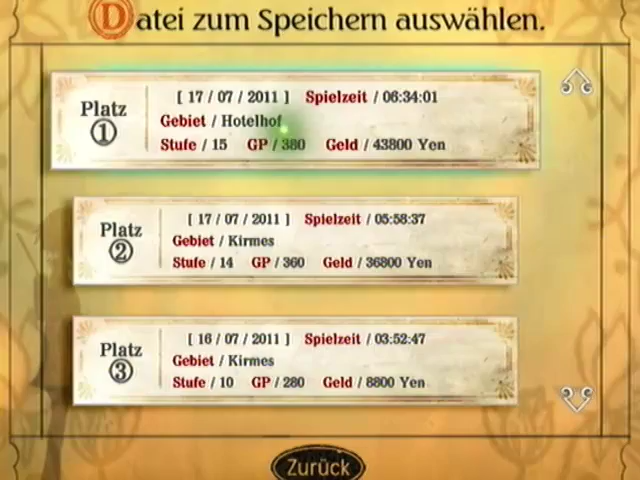 Datei zum Speichern auswählen.
Platz
1
[ 17 / 07 / 2011 ] Spielzeit / 06:34:01
Gebiet / Hotelhof
Stufe / 15 GP / 380 Geld / 43800 Yen
Platz
2
[ 17 / 07 / 2011 ] Spielzeit / 05:58:37
Gebiet / Kirmes
Stufe / 14 GP / 360 Geld / 36800 Yen
Platz
3
[ 16 / 07 / 2011 ] Spielzeit / 03:52:47
Gebiet / Kirmes
Stufe / 10 GP / 280 Geld / 8800 Yen
Zurück